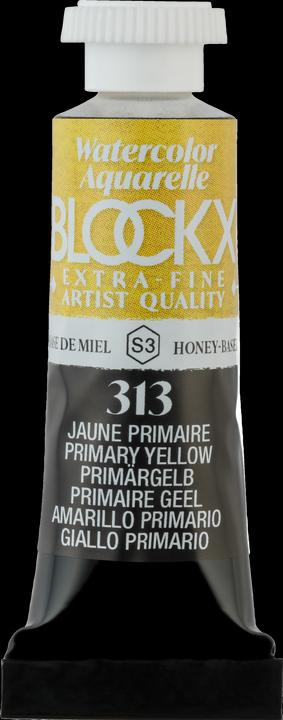 Watercolor
Aquarelle
BLOCKX
EXTRA-FINE
ARTIST QUALITY
DE MIEL S3 HONEY-BASE
313
JAUNE PRIMAIRE
PRIMARY YELLOW
PRIMÄRGELB
PRIMAIRE GEEL
AMARILLO PRIMARIO
GIALLO PRIMARIO